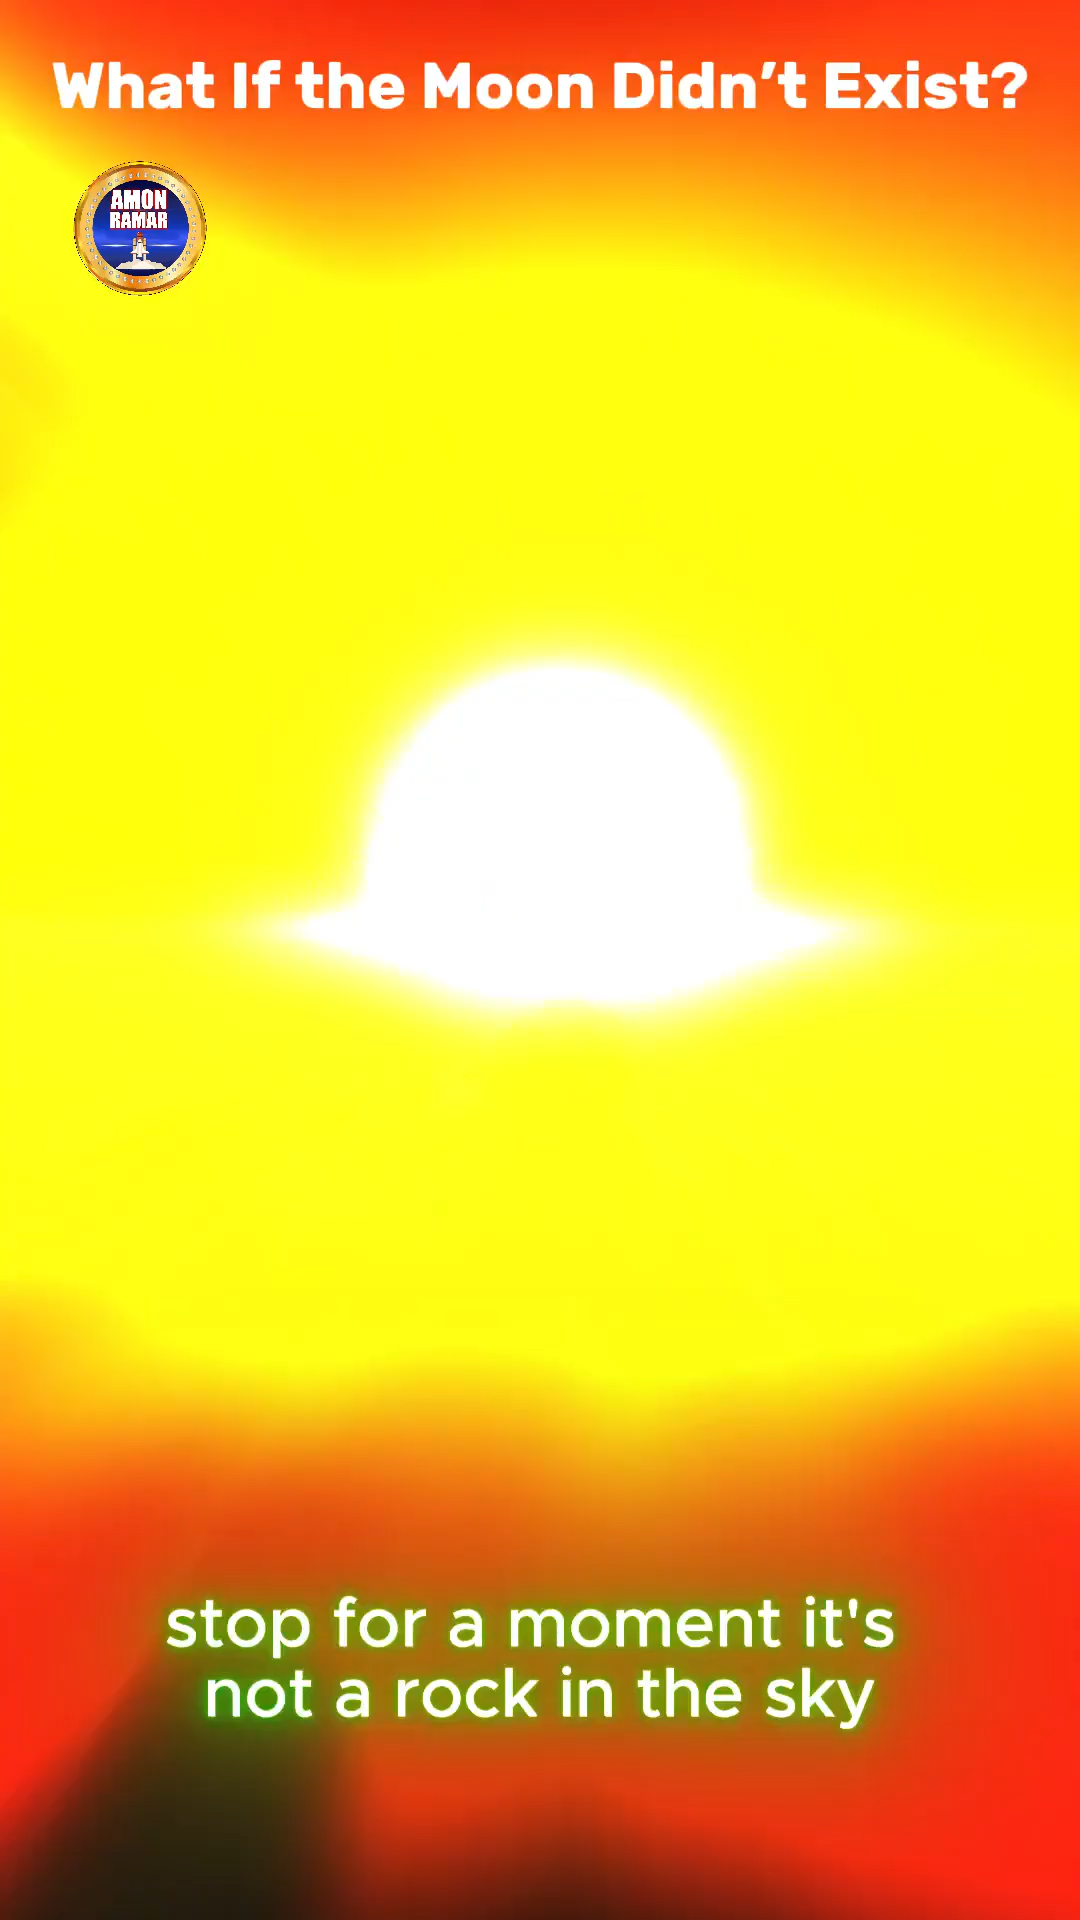 What If the Moon Didn’t Exist?
AMON
RAMAR
stop for a moment it's
not a rock in the sky